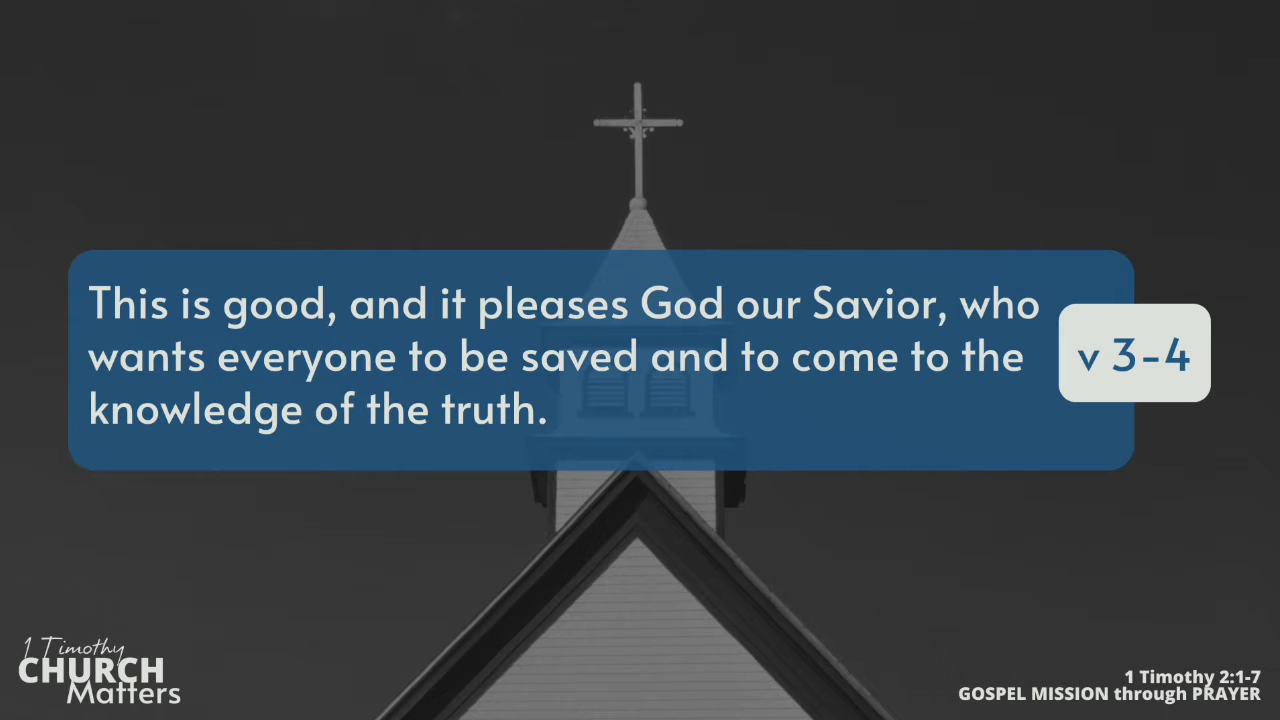 This is good, and it pleases God our Savior, who
wants everyone to be saved and to come to the
knowledge of the truth.
v 3-4
1 Timothy
CHURCH
Matters
1 Timothy 2:1-7
GOSPEL MISSION through PRAYER